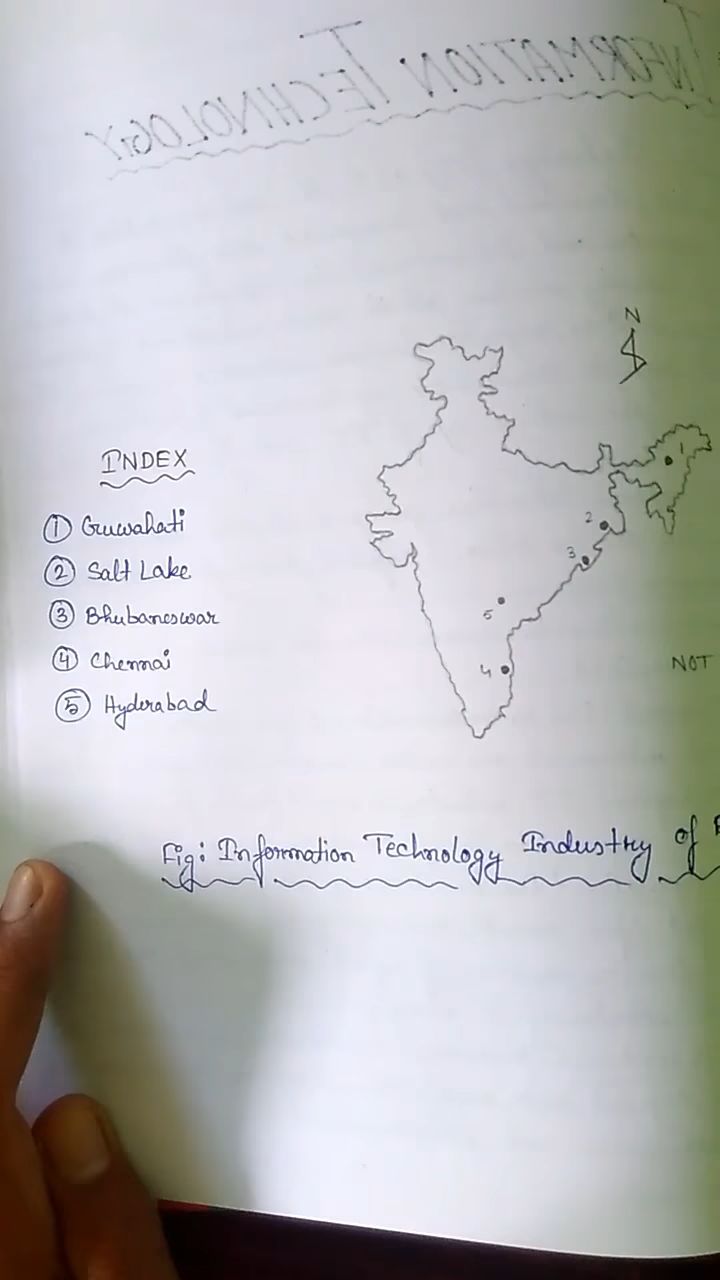 INFORMATION TECHNOLOGY
N
INDEX
① Guwahati
② Salt Lake
③ Bhubaneswar
④ Chennai
⑤ Hyderabad
1
2
3
5
4
NOT
Fig: Information Technology Industry of